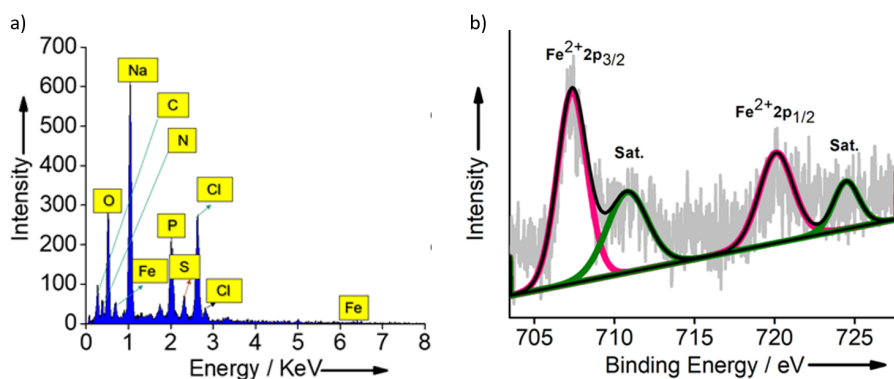 a)
700
600
500
400
300
200
100
0
Intensity
Na
C
N
O
Cl
P
Fe
S
Cl
Fe
0 1 2 3 4 5 6 7 8
Energy / KeV
b)
Fe²⁺2p₃/₂
Sat.
Fe²⁺2p₁/₂
Sat.
Intensity
705 710 715 720 725
Binding Energy / eV